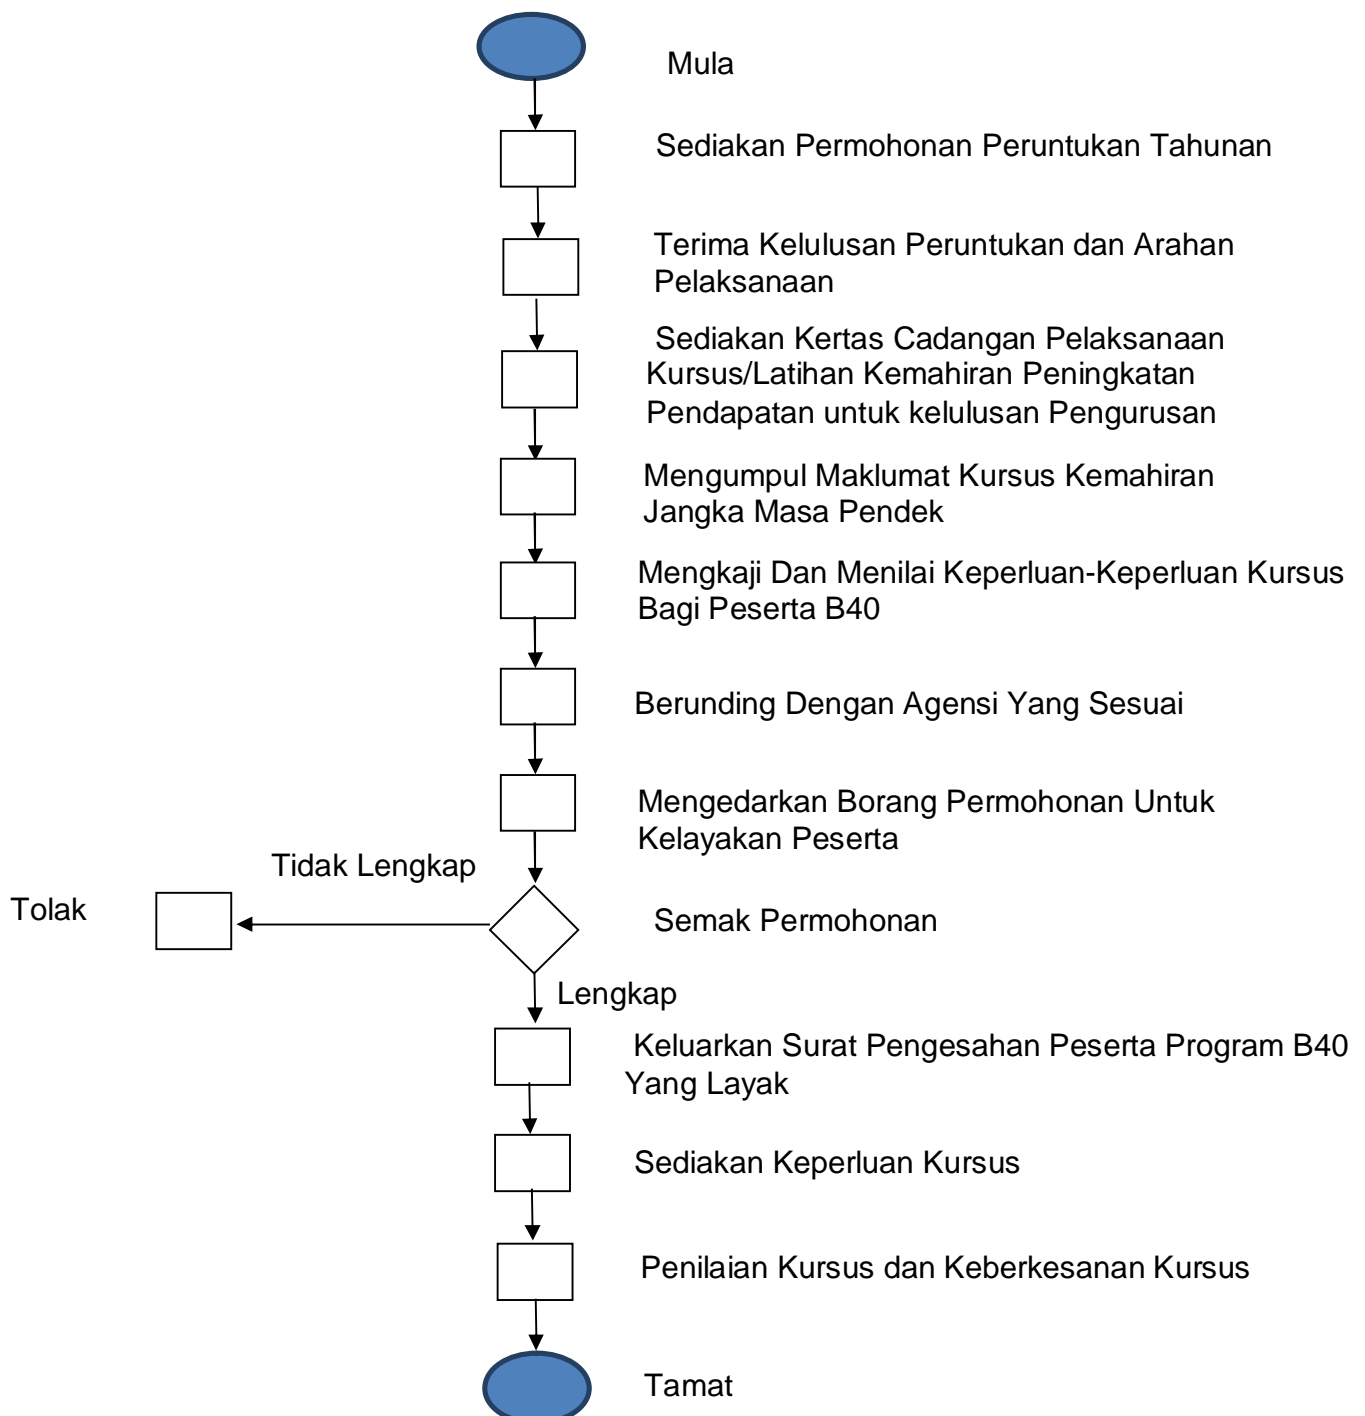 Mula
Sediakan Permohonan Peruntukan Tahunan
Terima Kelulusan Peruntukan dan Arahan
Pelaksanaan
Sediakan Kertas Cadangan Pelaksanaan
Kursus/Latihan Kemahiran Peningkatan
Pendapatan untuk kelulusan Pengurusan
Mengumpul Maklumat Kursus Kemahiran
Jangka Masa Pendek
Mengkaji Dan Menilai Keperluan-Keperluan Kursus
Bagi Peserta B40
Berunding Dengan Agensi Yang Sesuai
Mengedarkan Borang Permohonan Untuk
Kelayakan Peserta
Tidak Lengkap
Tolak
Semak Permohonan
Lengkap
Keluarkan Surat Pengesahan Peserta Program B40
Yang Layak
Sediakan Keperluan Kursus
Penilaian Kursus dan Keberkesanan Kursus
Tamat